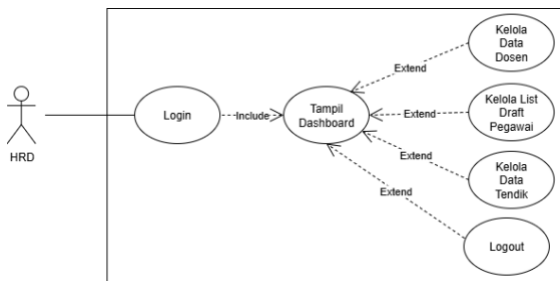 HRD
Login
Include
Tampil
Dashboard
Extend
Kelola
Data
Dosen
Extend
Kelola List
Draft
Pegawai
Extend
Kelola
Data
Tendik
Extend
Logout